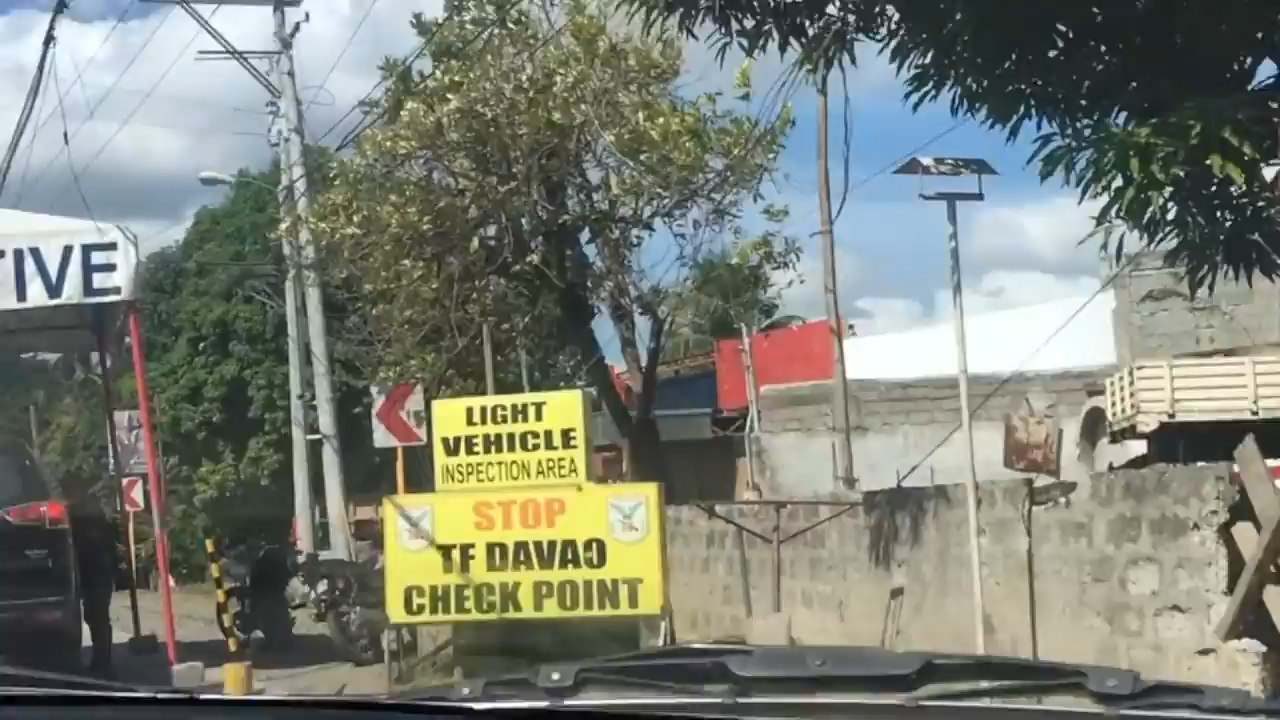 TIVE
LIGHT
VEHICLE
INSPECTION AREA
STOP
TF DAVAO
CHECK POINT